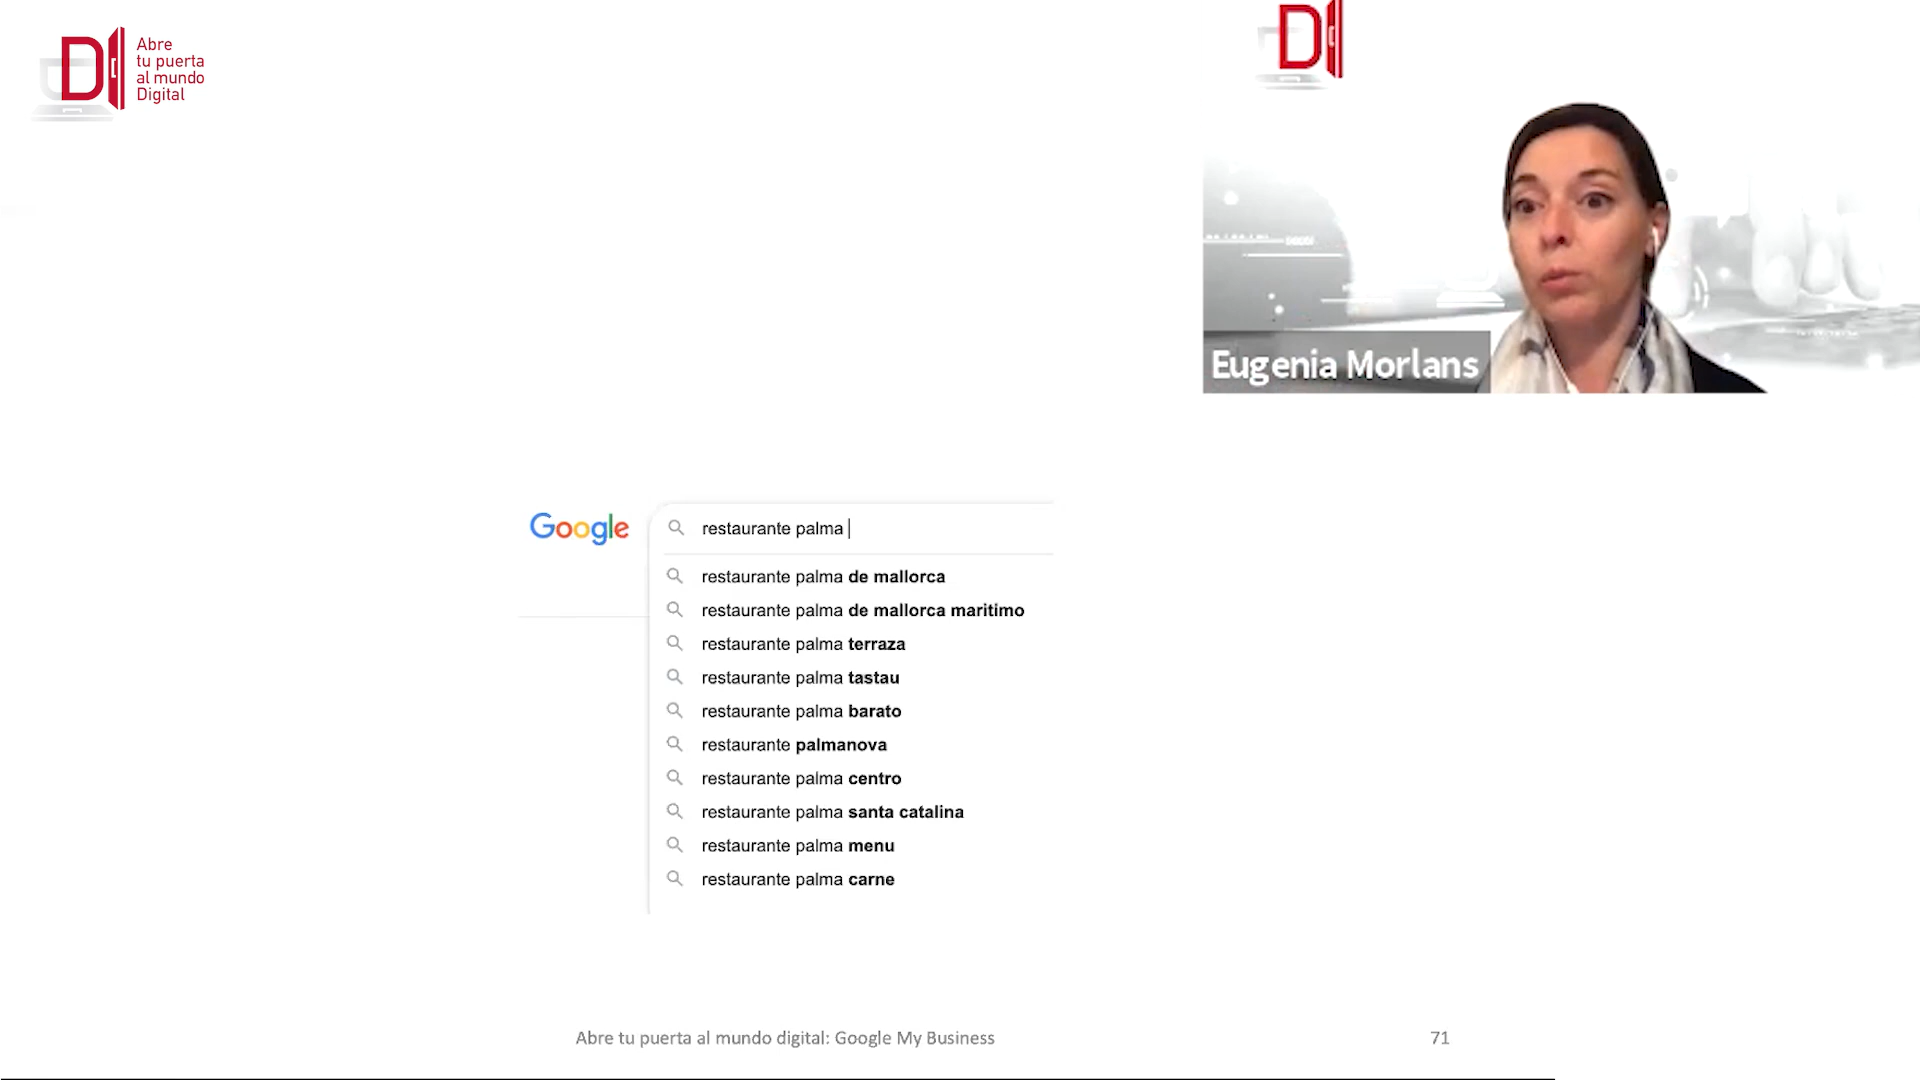 Abre
tu puerta
al mundo
Digital
Eugenia Morlans
Google
restaurante palma
restaurante palma de mallorca
restaurante palma de mallorca maritimo
restaurante palma terraza
restaurante palma tastau
restaurante palma barato
restaurante palmanova
restaurante palma centro
restaurante palma santa catalina
restaurante palma menu
restaurante palma carne
Abre tu puerta al mundo digital: Google My Business
71